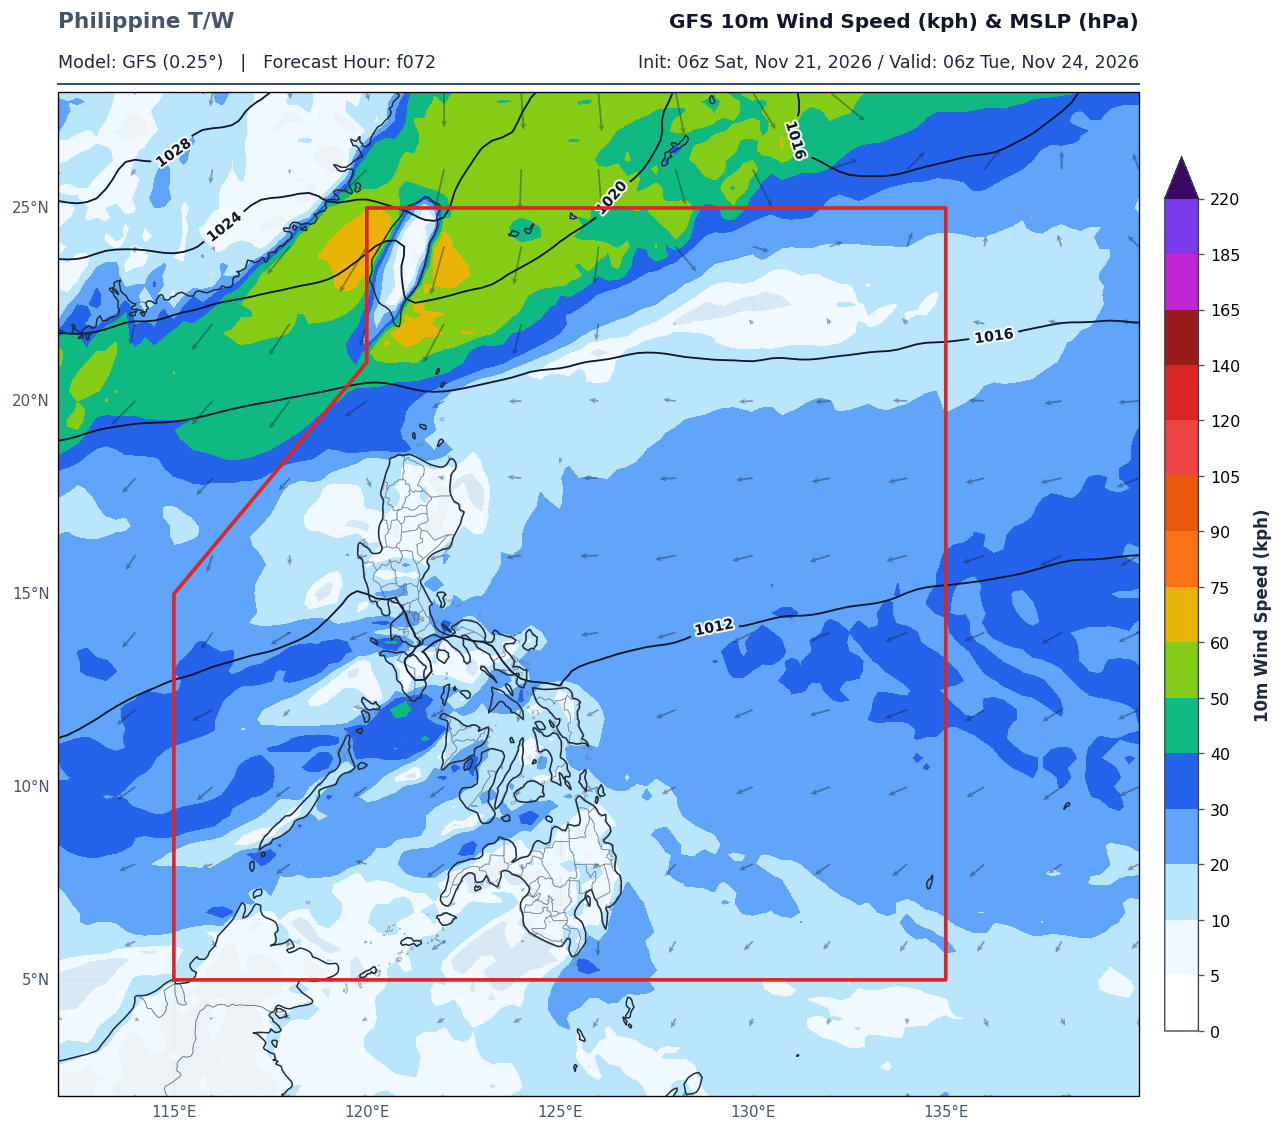 Philippine T/W
GFS 10m Wind Speed (kph) & MSLP (hPa)
Model: GFS (0.25°) | Forecast Hour: f072
Init: 06z Sat, Nov 21, 2026 / Valid: 06z Tue, Nov 24, 2026
1028
1024
1020
1016
1016
1012
25°N
20°N
15°N
10°N
5°N
115°E
120°E
125°E
130°E
135°E
220
185
165
140
120
105
90
75
60
50
40
30
20
10
5
0
10m Wind Speed (kph)